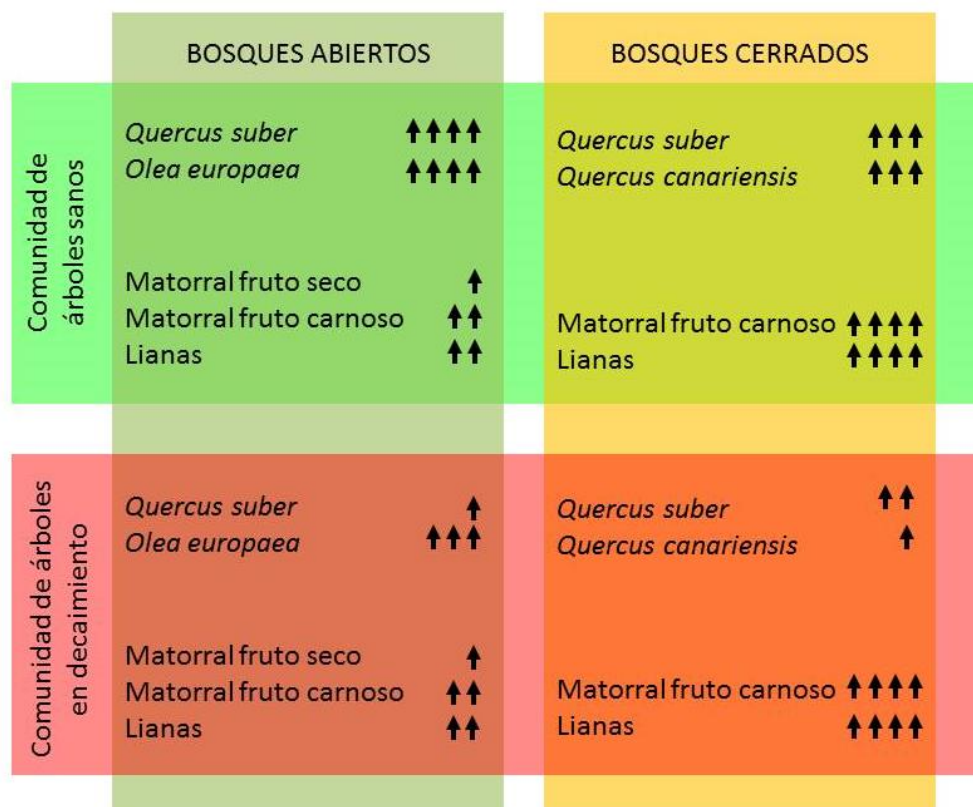 BOSQUES ABIERTOS
BOSQUES CERRADOS
Comunidad de
árboles sanos
Quercus suber
Olea europaea
Matorral fruto seco
Matorral fruto carnoso
Lianas
Quercus suber
Quercus canariensis
Matorral fruto carnoso
Lianas
Comunidad de árboles
en decaimiento
Quercus suber
Olea europaea
Matorral fruto seco
Matorral fruto carnoso
Lianas
Quercus suber
Quercus canariensis
Matorral fruto carnoso
Lianas